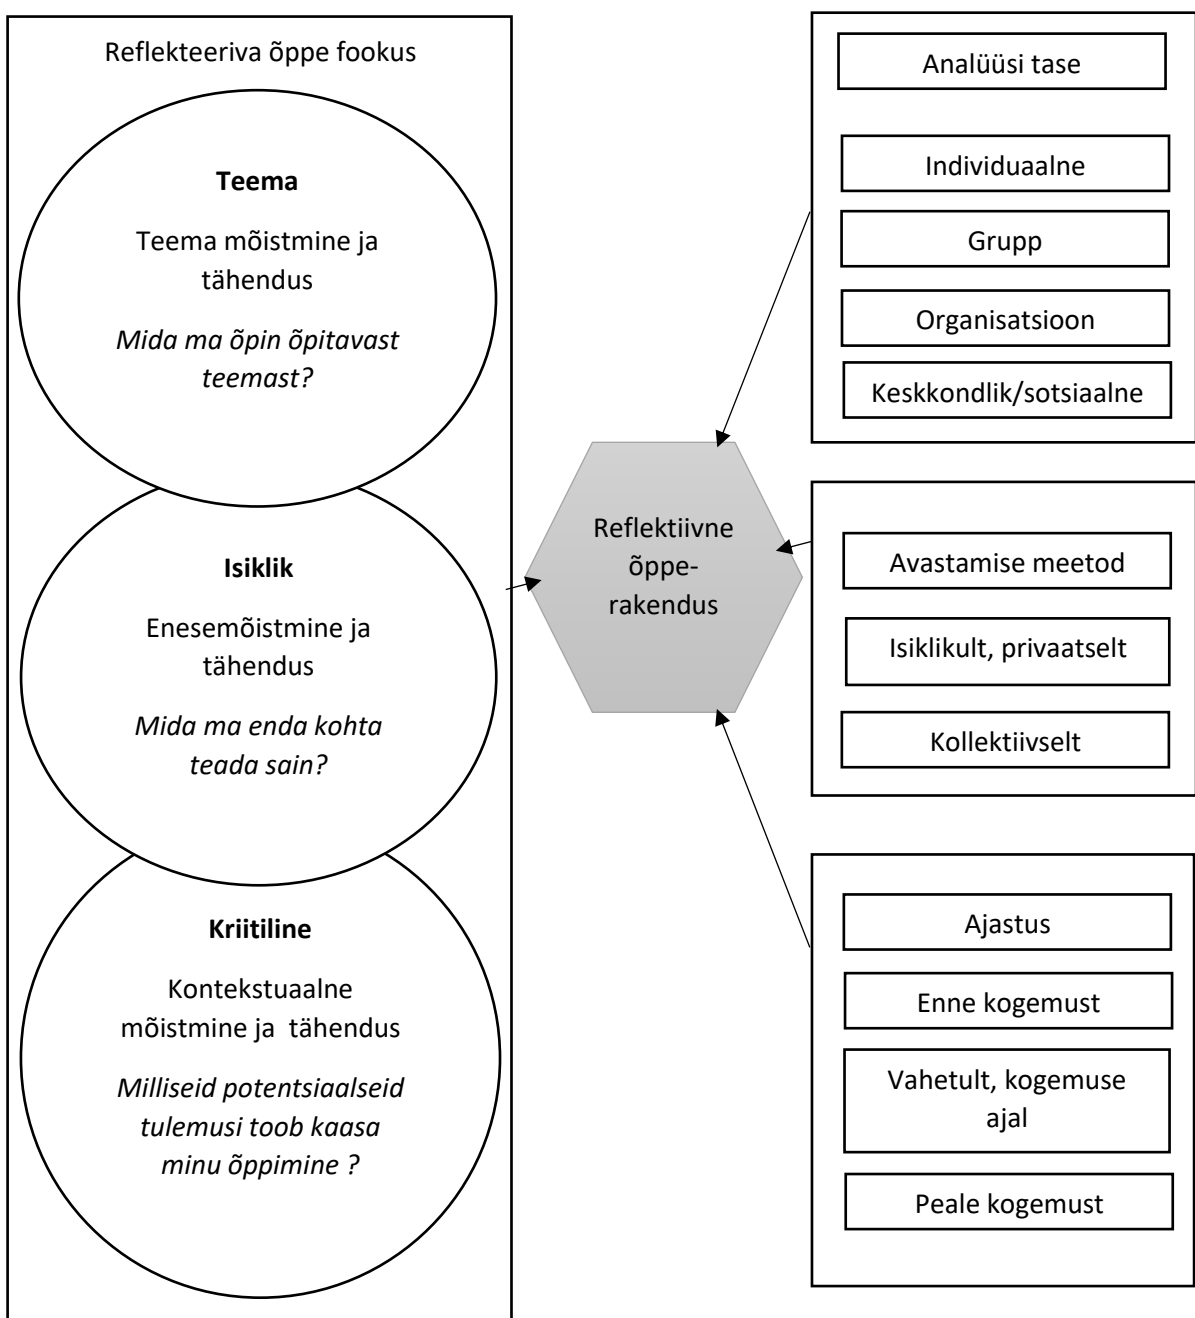 Reflekteeriva õppe fookus
Teema
Teema mõistmine ja
tähendus
Mida ma õpin õpitavast
teemast?
Isiklik
Enesemõistmine ja
tähendus
Mida ma enda kohta
teada sain?
Kriitiline
Kontekstuaalne
mõistmine ja tähendus
Milliseid potentsiaalseid
tulemusi toob kaasa
minu õppimine ?
Reflektiivne
õppe-
rakendus
Analüüsi tase
Individuaalne
Grupp
Organisatsioon
Keskkondlik/sotsiaalne
Avastamise meetod
Isiklikult, privaatselt
Kollektiivselt
Ajastus
Enne kogemust
Vahetult, kogemuse
ajal
Peale kogemust